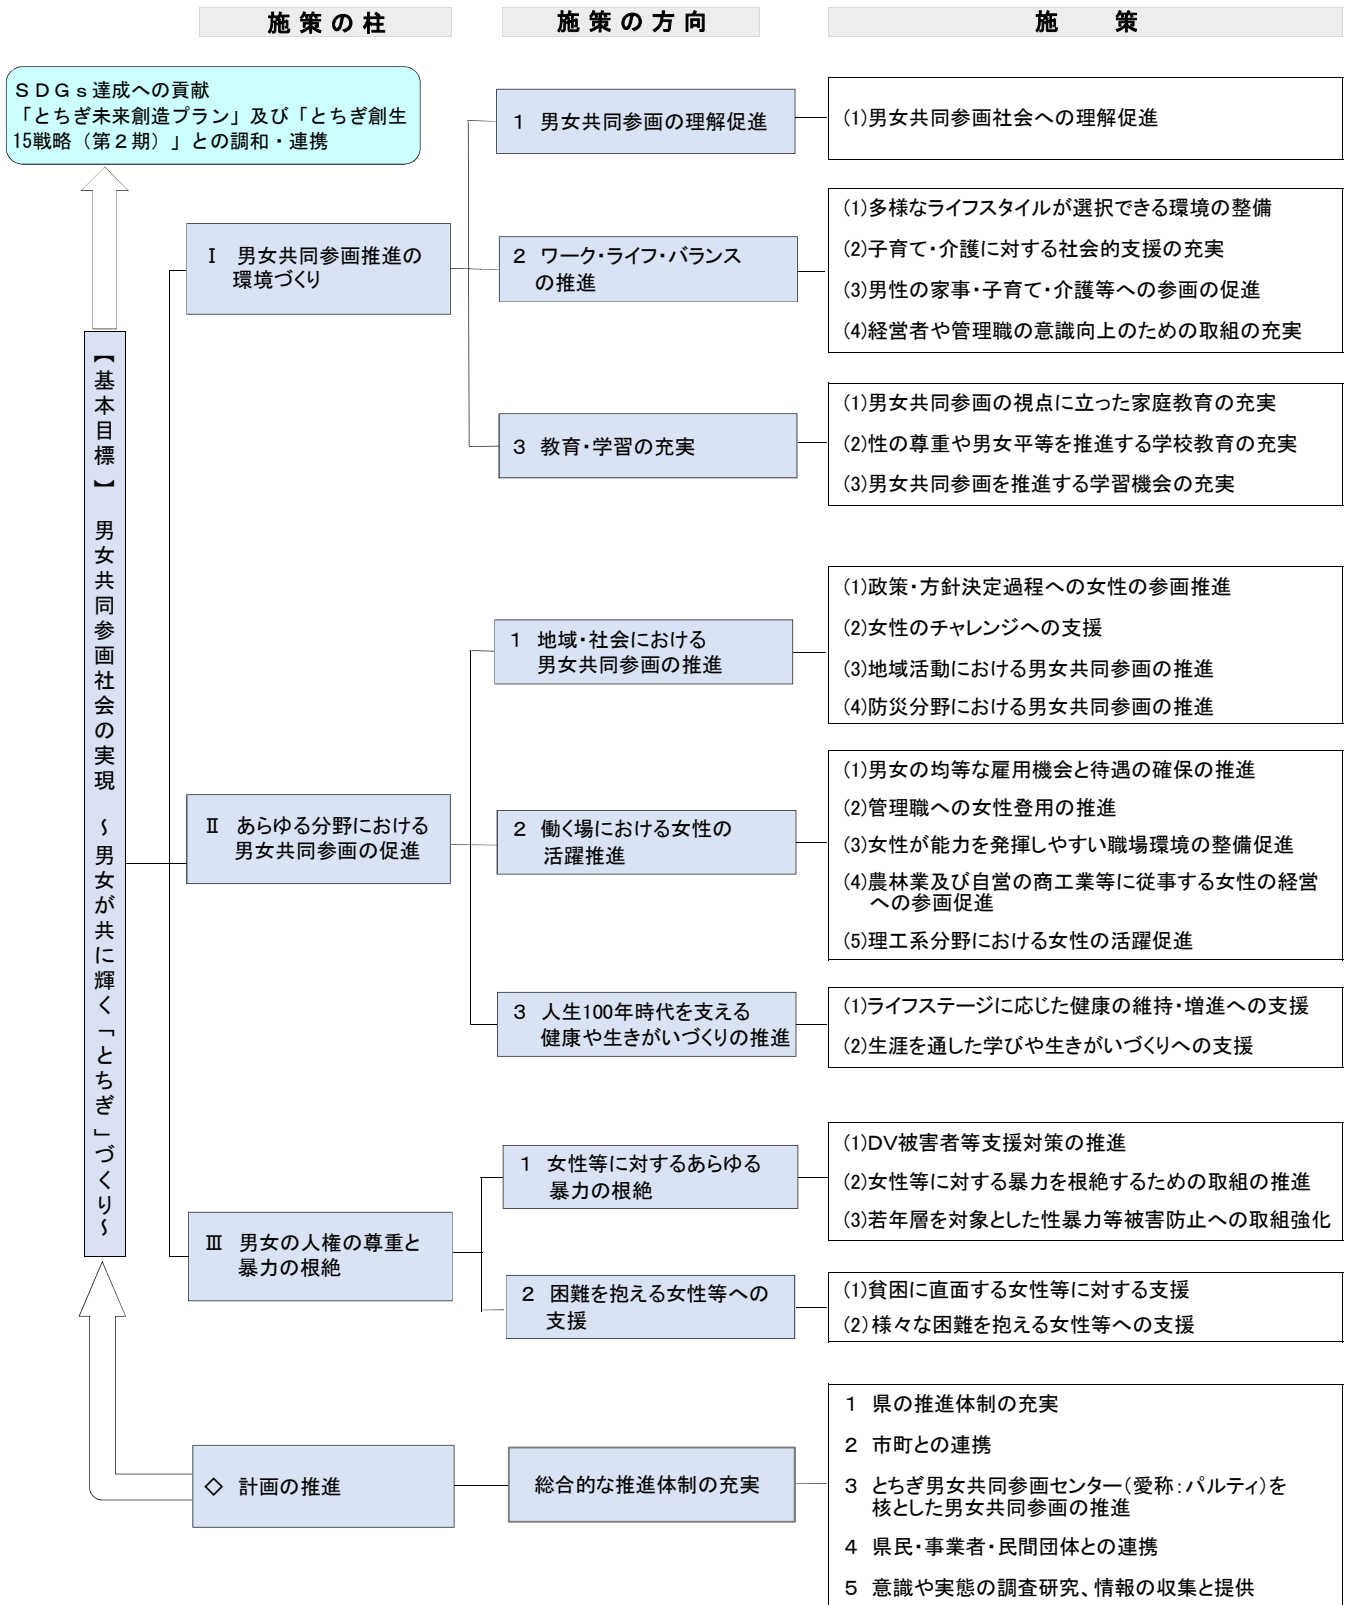 施策の柱
施策の方向
施　策
ＳＤＧｓ達成への貢献
「とちぎ未来創造プラン」及び「とちぎ創生
15戦略（第２期）」との調和・連携
【基本目標】　男女共同参画社会の実現　～男女が共に輝く「とちぎ」づくり～
Ⅰ　男女共同参画推進の
環境づくり
１　男女共同参画の理解促進
(1)男女共同参画社会への理解促進
２　ワーク・ライフ・バランス
の推進
(1)多様なライフスタイルが選択できる環境の整備
(2)子育て・介護に対する社会的支援の充実
(3)男性の家事・子育て・介護等への参画の促進
(4)経営者や管理職の意識向上のための取組の充実
３　教育・学習の充実
(1)男女共同参画の視点に立った家庭教育の充実
(2)性の尊重や男女平等を推進する学校教育の充実
(3)男女共同参画を推進する学習機会の充実
Ⅱ　あらゆる分野における
男女共同参画の促進
１　地域・社会における
男女共同参画の推進
(1)政策・方針決定過程への女性の参画推進
(2)女性のチャレンジへの支援
(3)地域活動における男女共同参画の推進
(4)防災分野における男女共同参画の推進
２　働く場における女性の
活躍推進
(1)男女の均等な雇用機会と待遇の確保の推進
(2)管理職への女性登用の推進
(3)女性が能力を発揮しやすい職場環境の整備促進
(4)農林業及び自営の商工業等に従事する女性の経営
への参画促進
(5)理工系分野における女性の活躍促進
３　人生100年時代を支える
健康や生きがいづくりの推進
(1)ライフステージに応じた健康の維持・増進への支援
(2)生涯を通した学びや生きがいづくりへの支援
Ⅲ　男女の人権の尊重と
暴力の根絶
１　女性等に対するあらゆる
暴力の根絶
(1)DV被害者等支援対策の推進
(2)女性等に対する暴力を根絶するための取組の推進
(3)若年層を対象とした性暴力等被害防止への取組強化
２　困難を抱える女性等への
支援
(1)貧困に直面する女性等に対する支援
(2)様々な困難を抱える女性等への支援
◇　計画の推進
総合的な推進体制の充実
１　県の推進体制の充実
２　市町との連携
３　とちぎ男女共同参画センター（愛称：パルティ）を
核とした男女共同参画の推進
４　県民・事業者・民間団体との連携
５　意識や実態の調査研究、情報の収集と提供